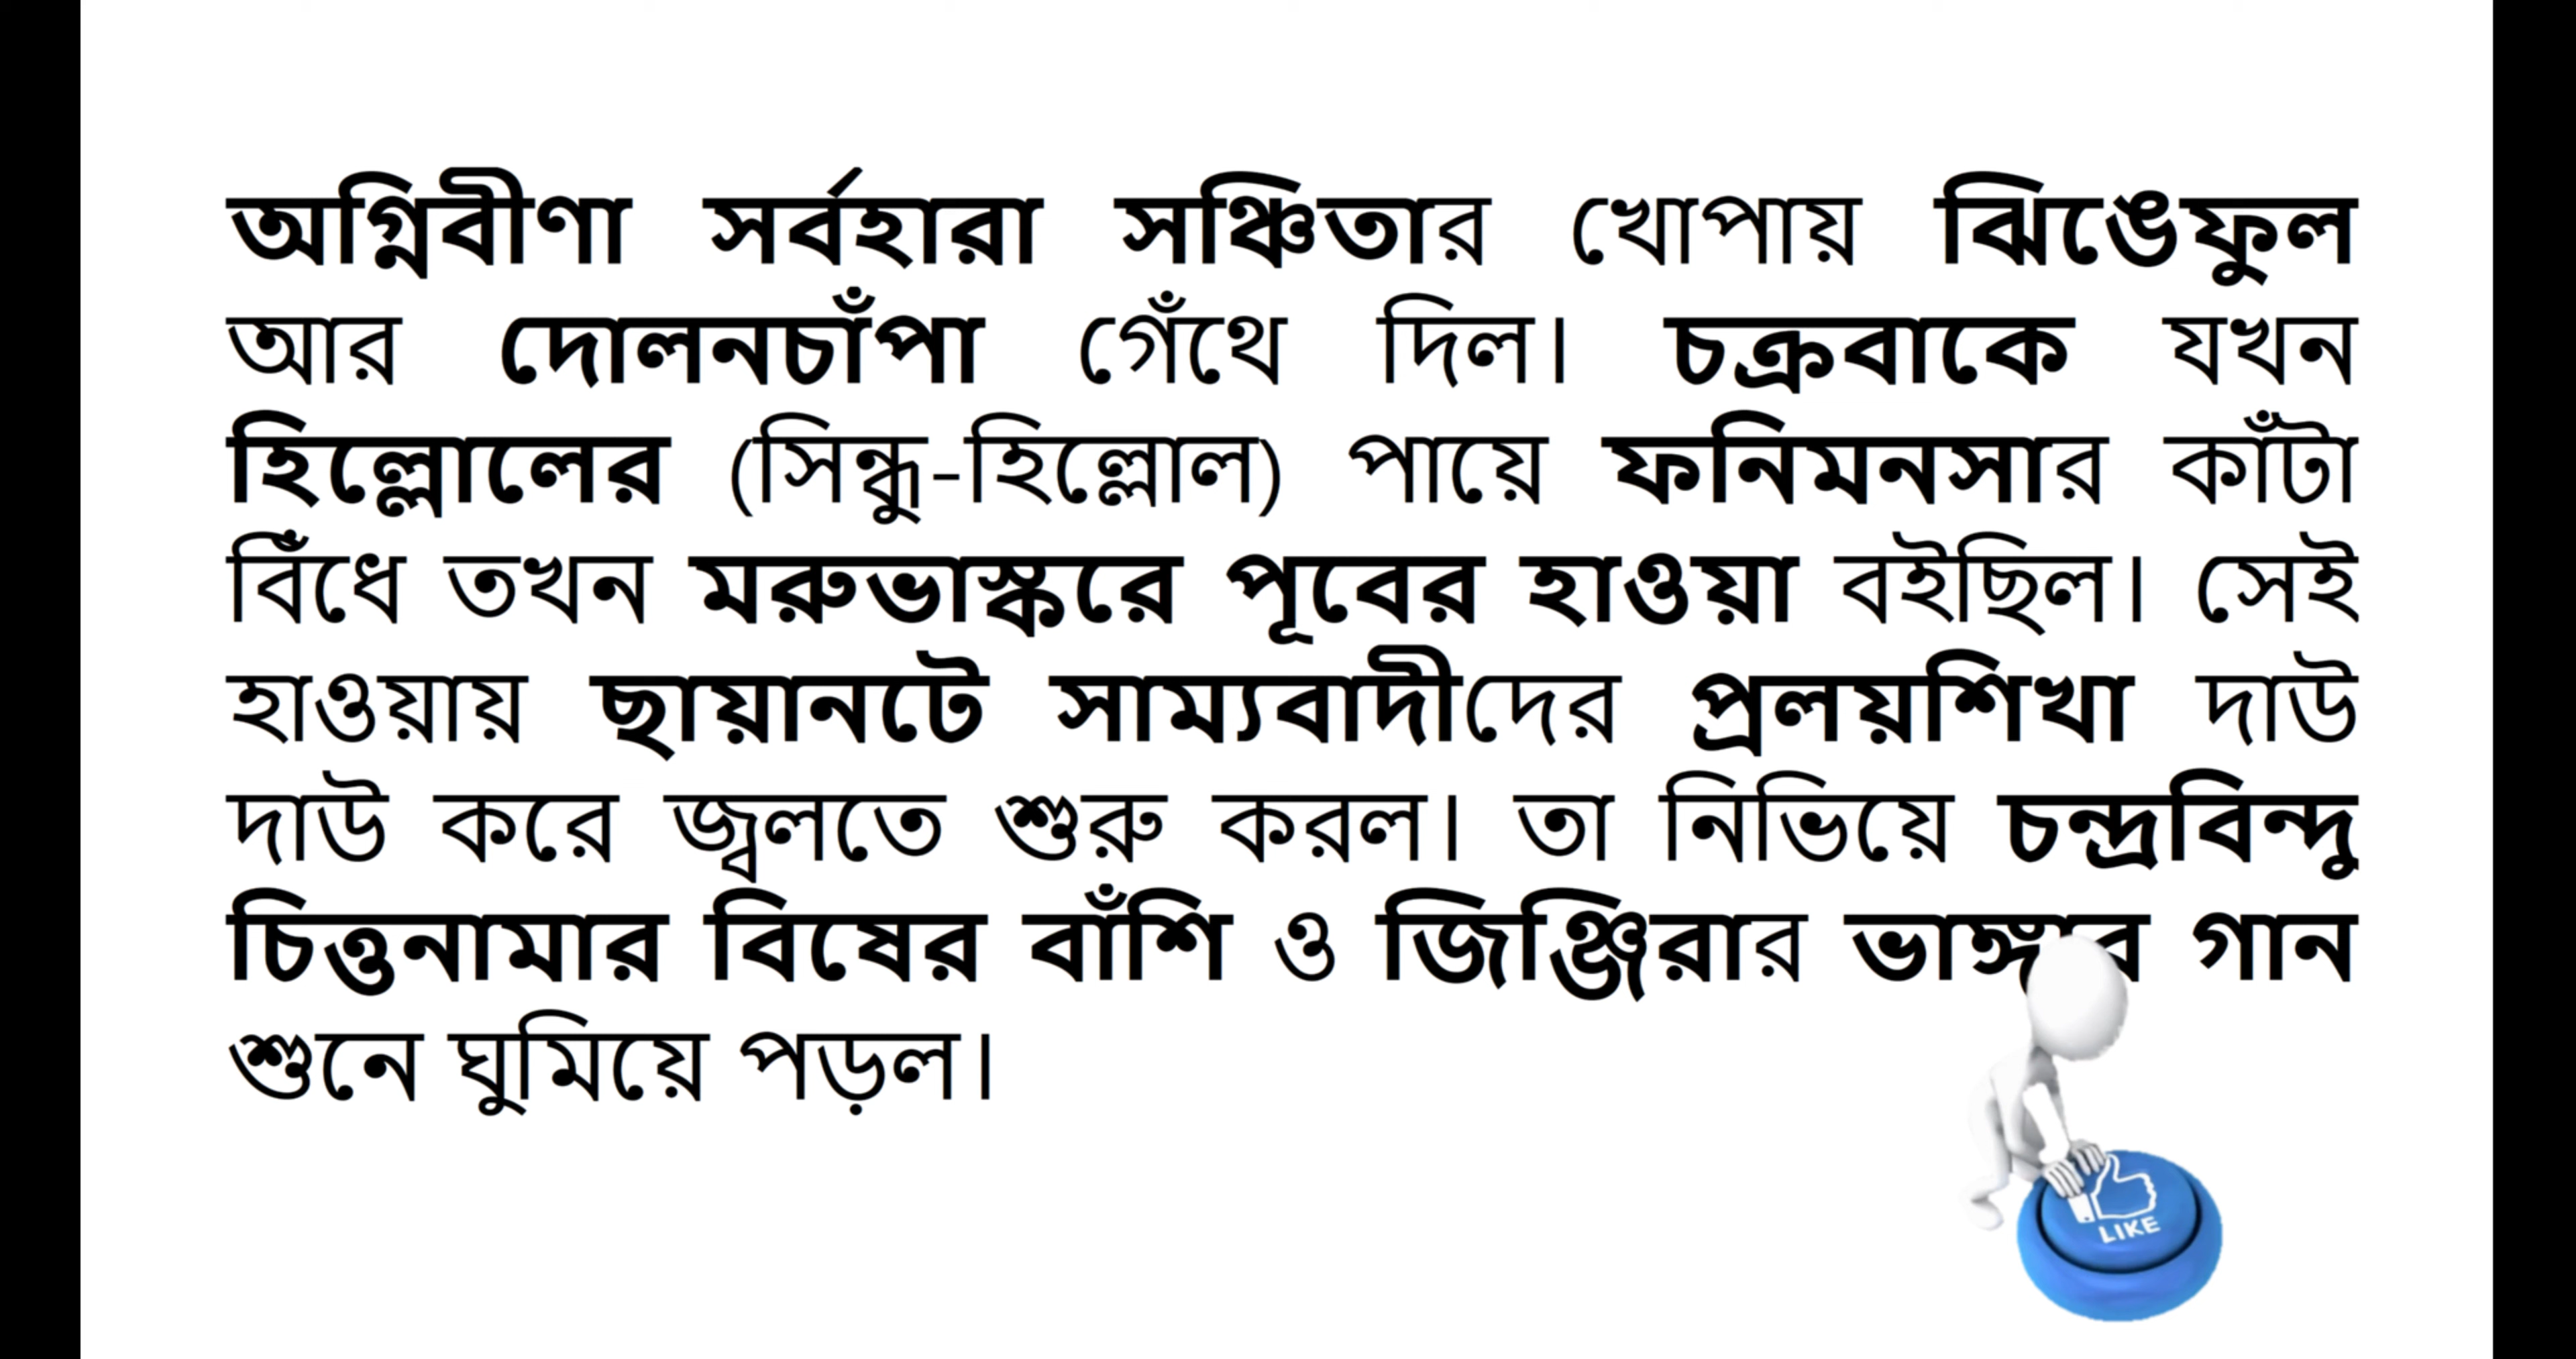 অগ্নিবীণা সর্বহারা সঞ্চিতার খোপায় ঝিঙেফুল
আর দোলনচাঁপা গেঁথে দিল। চক্রবাকে যখন
হিল্লোলের (সিন্ধু-হিল্লোল) পায়ে ফনিমনসার কাঁটা
বিঁধে তখন মরুভাস্করে পূবের হাওয়া বইছিল। সেই
হাওয়ায় ছায়ানটে সাম্যবাদীদের প্রলয়শিখা দাউ
দাউ করে জ্বলতে শুরু করল। তা নিভিয়ে চন্দ্রবিন্দু
চিত্তনামার বিষের বাঁশি ও জিঞ্জিরার ভাঙ্গার গান
শুনে ঘুমিয়ে পড়ল।
LIKE